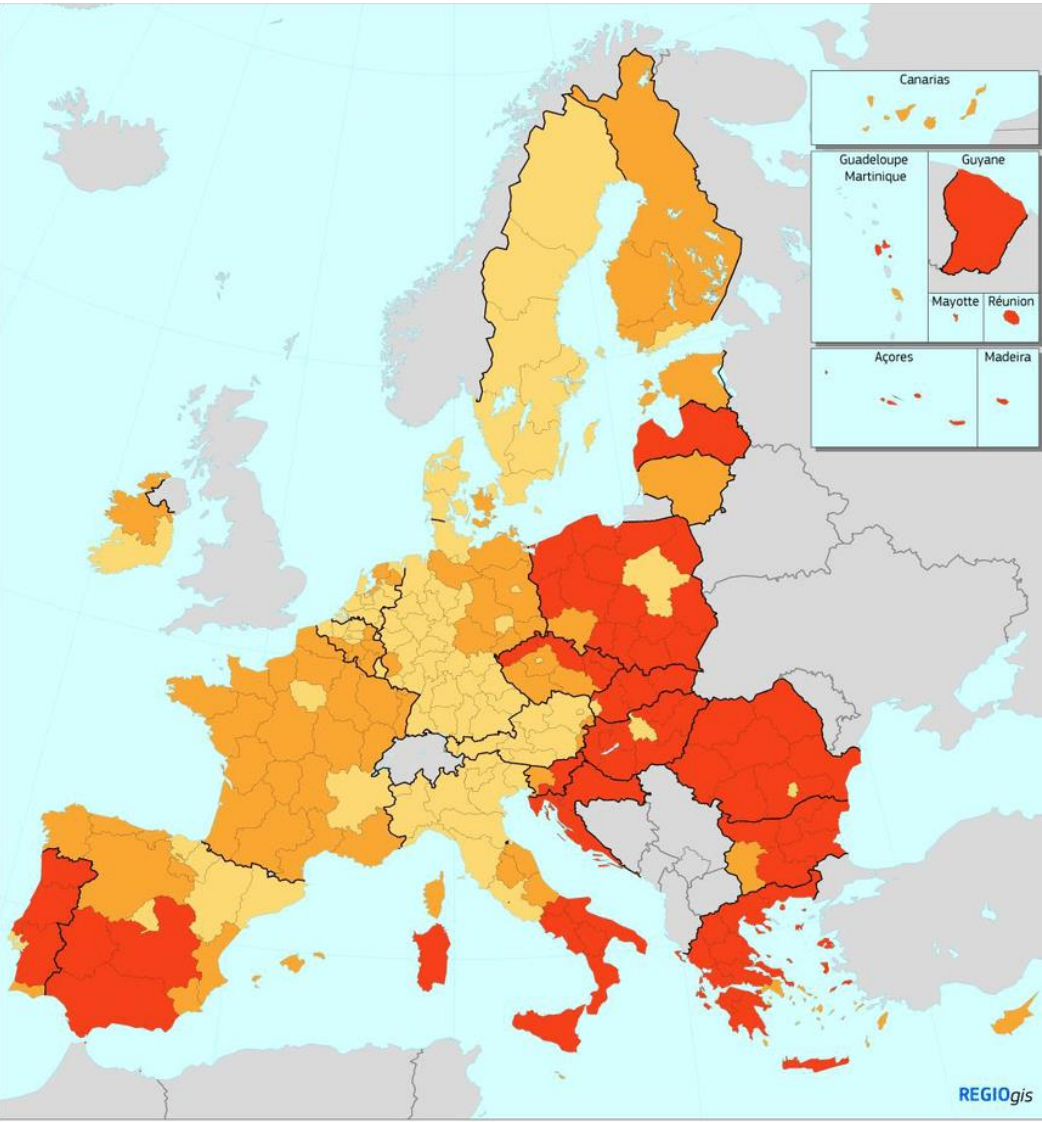 Canarias
Guadeloupe
Martinique
Guyane
Mayotte
Réunion
Açores
Madeira
REGIOgis